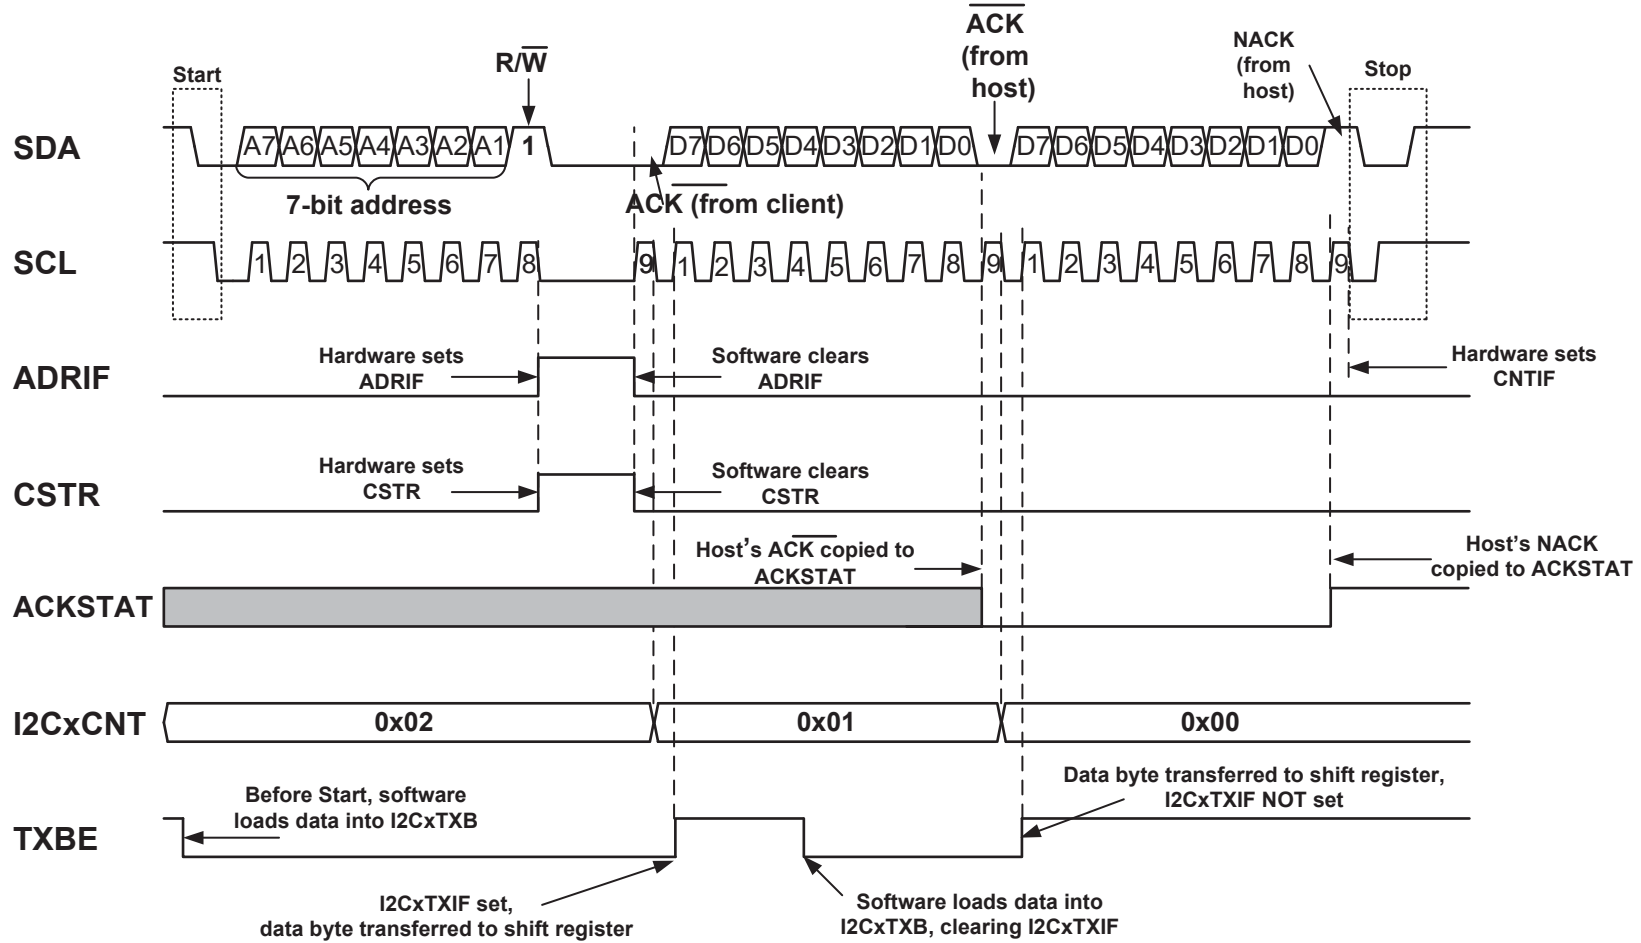 ACK
(from
host)
NACK
(from
host)
R/W
Start
Stop
SDA
A7 A6 A5 A4 A3 A2 A1 1 D7 D6 D5 D4 D3 D2 D1 D0 D7 D6 D5 D4 D3 D2 D1 D0
7-bit address
ACK (from client)
SCL
1 2 3 4 5 6 7 8 9 1 2 3 4 5 6 7 8 9 1 2 3 4 5 6 7 8 9
ADRIF
Hardware sets
ADRIF
Software clears
ADRIF
Hardware sets
CNTIF
CSTR
Hardware sets
CSTR
Software clears
CSTR
Host's ACK copied to
ACKSTAT
Host's NACK
copied to ACKSTAT
ACKSTAT
I2CxCNT
0x02 0x01 0x00
TXBE
Before Start, software
loads data into I2CxTXB
Data byte transferred to shift register,
I2CxTXIF NOT set
I2CxTXIF set,
data byte transferred to shift register
Software loads data into
I2CxTXB, clearing I2CxTXIF